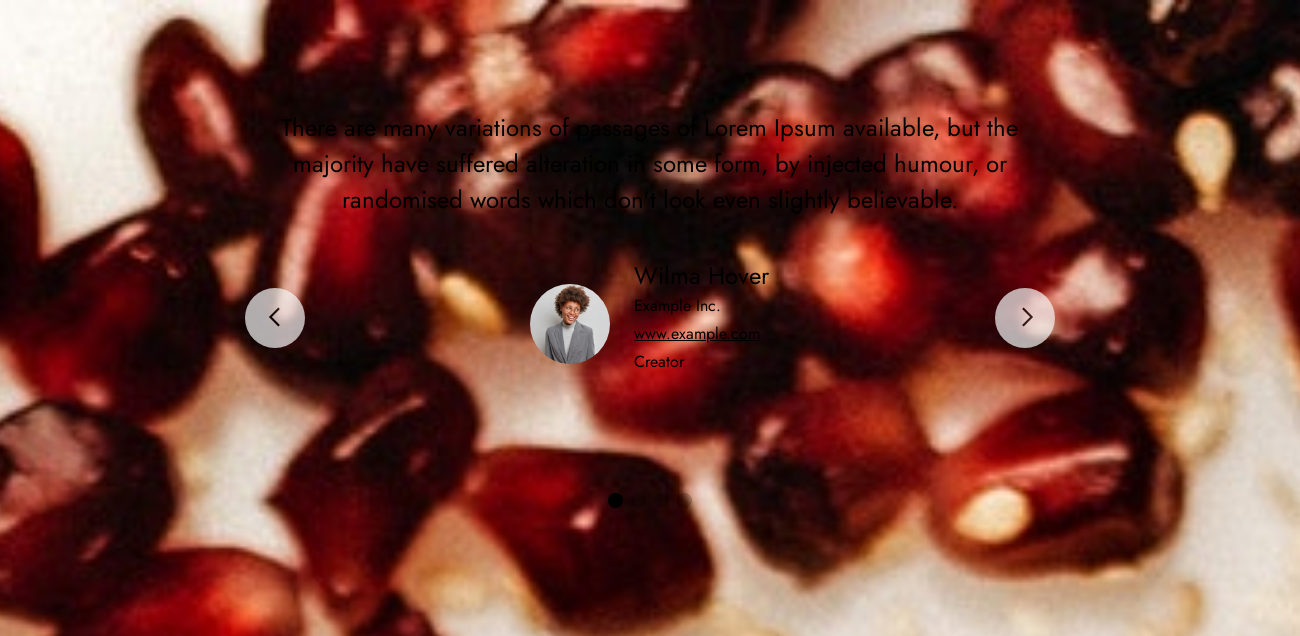 There are many variations of passages of Lorem Ipsum available, but the
majority have suffered alteration in some form, by injected humour, or
randomised words which don't look even slightly believable.
Wilma Hover
Example Inc.
www.example.com
Creator